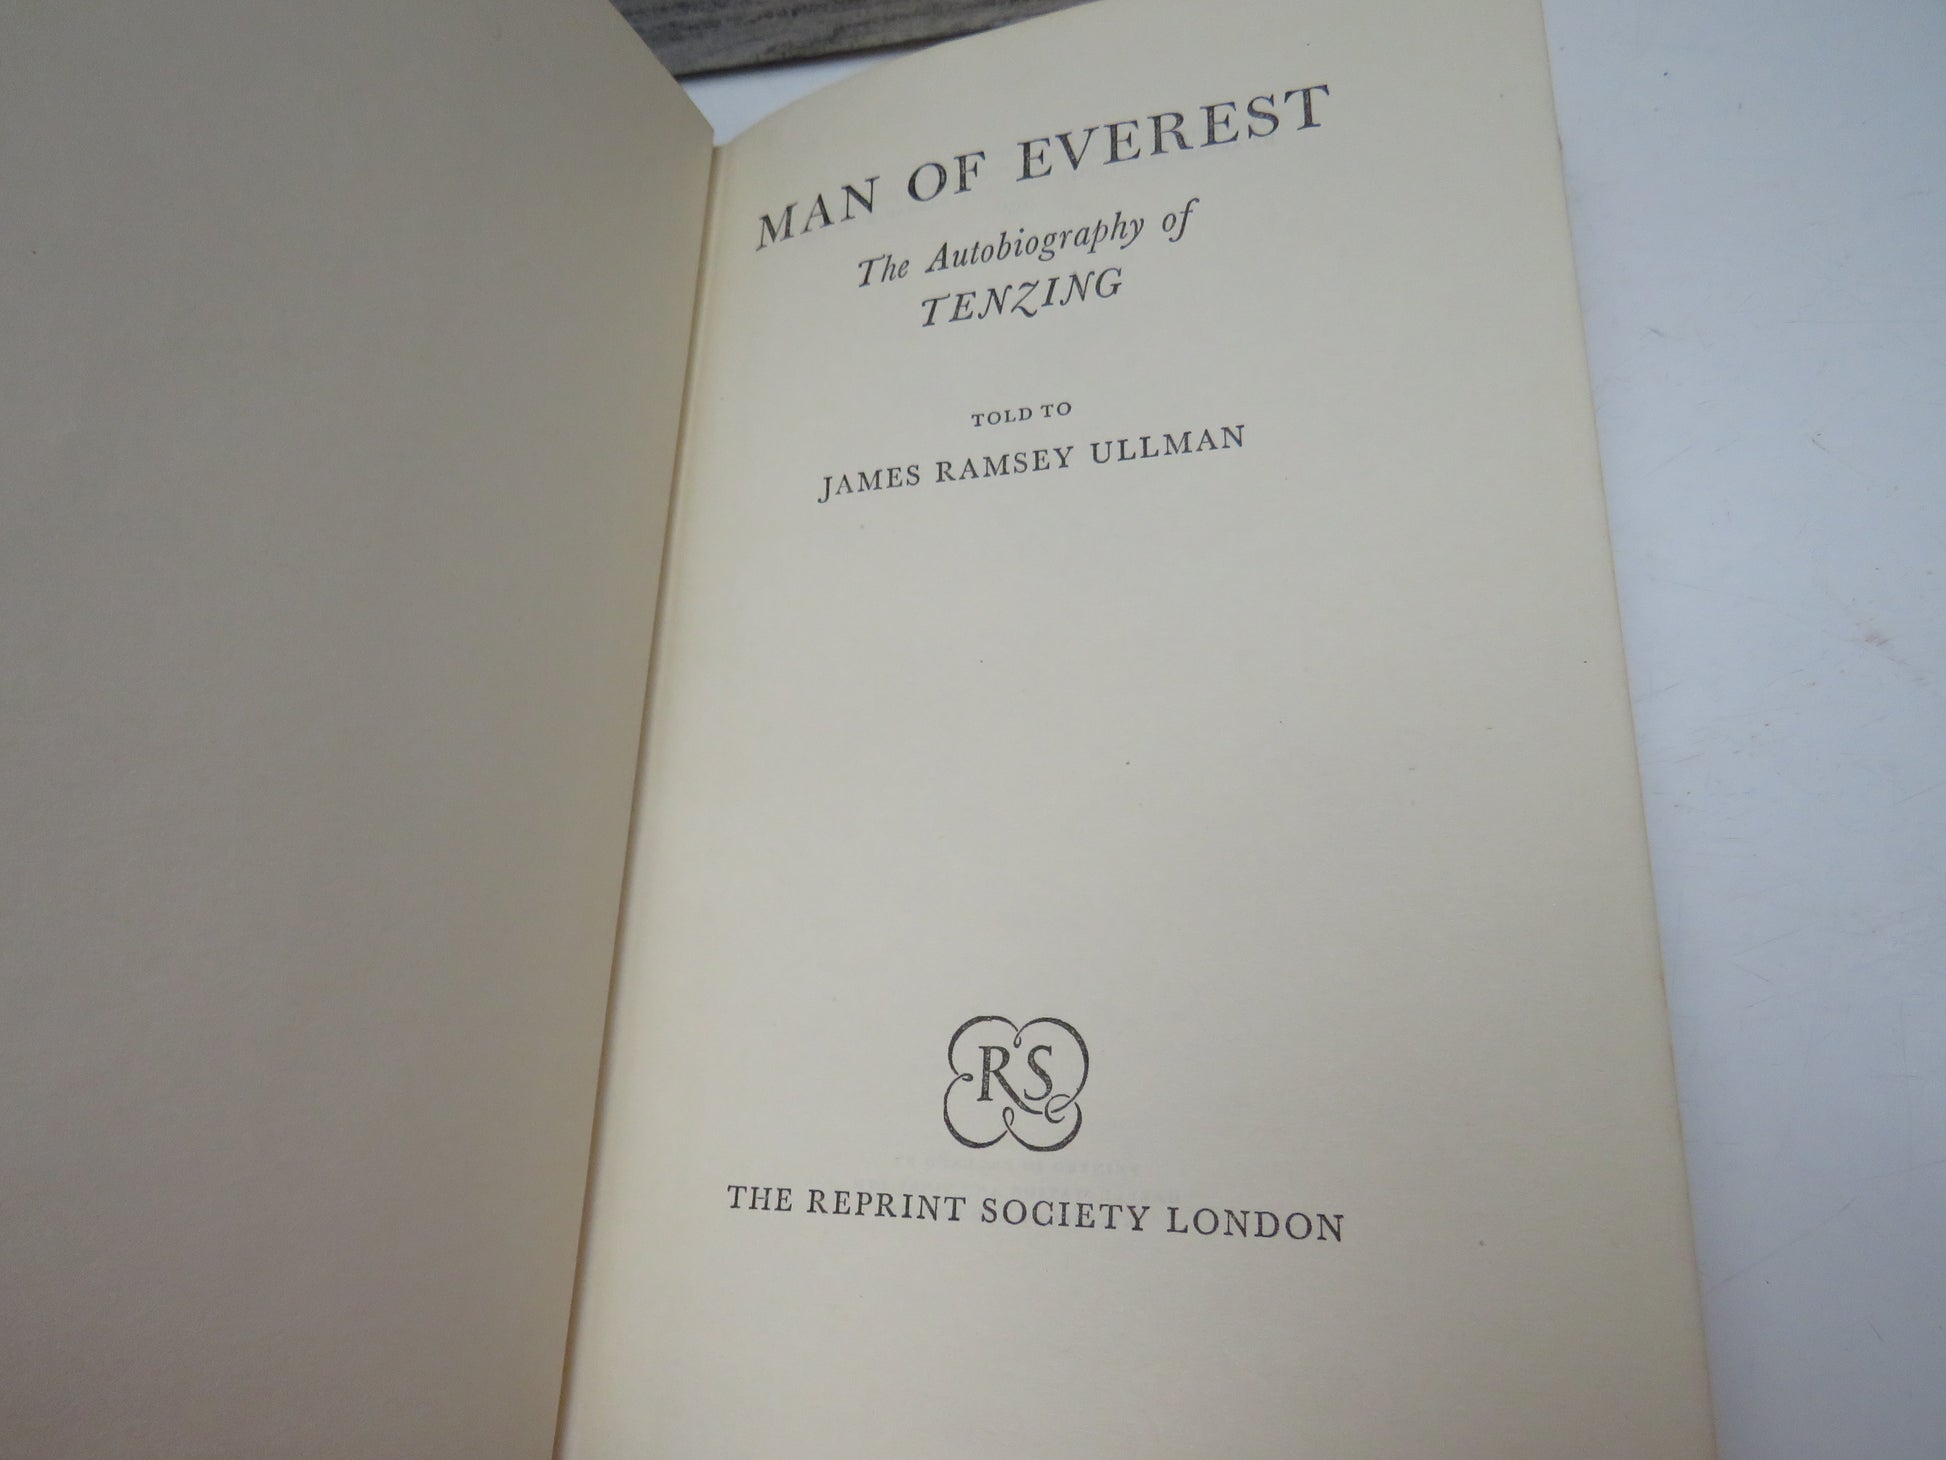 MAN OF EVEREST
The Autobiography of
TENZING
TOLD TO
JAMES RAMSEY ULLMAN
RS
THE REPRINT SOCIETY LONDON